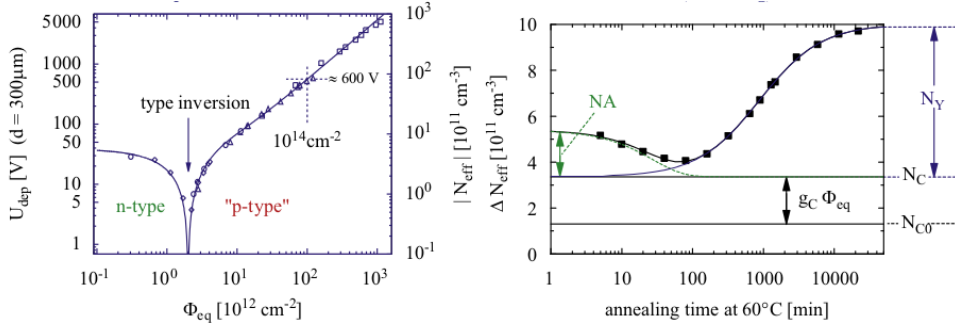 U_dep [V] (d = 300μm)
5000
1000
500
100
50
10
5
1
type inversion
≈ 600 V
10^14 cm^-2
n-type
"p-type"
10^-1 10^0 10^1 10^2 10^3
Φ_eq [10^12 cm^-2]
10^3
10^2
10^1
10^0
10^-1
| N_eff | [10^11 cm^-3]
Δ N_eff [10^11 cm^-3]
10
8
6
4
2
0
NA
N_Y
N_C
g_C Φ_eq
N_C0
1 10 100 1000 10000
annealing time at 60°C [min]